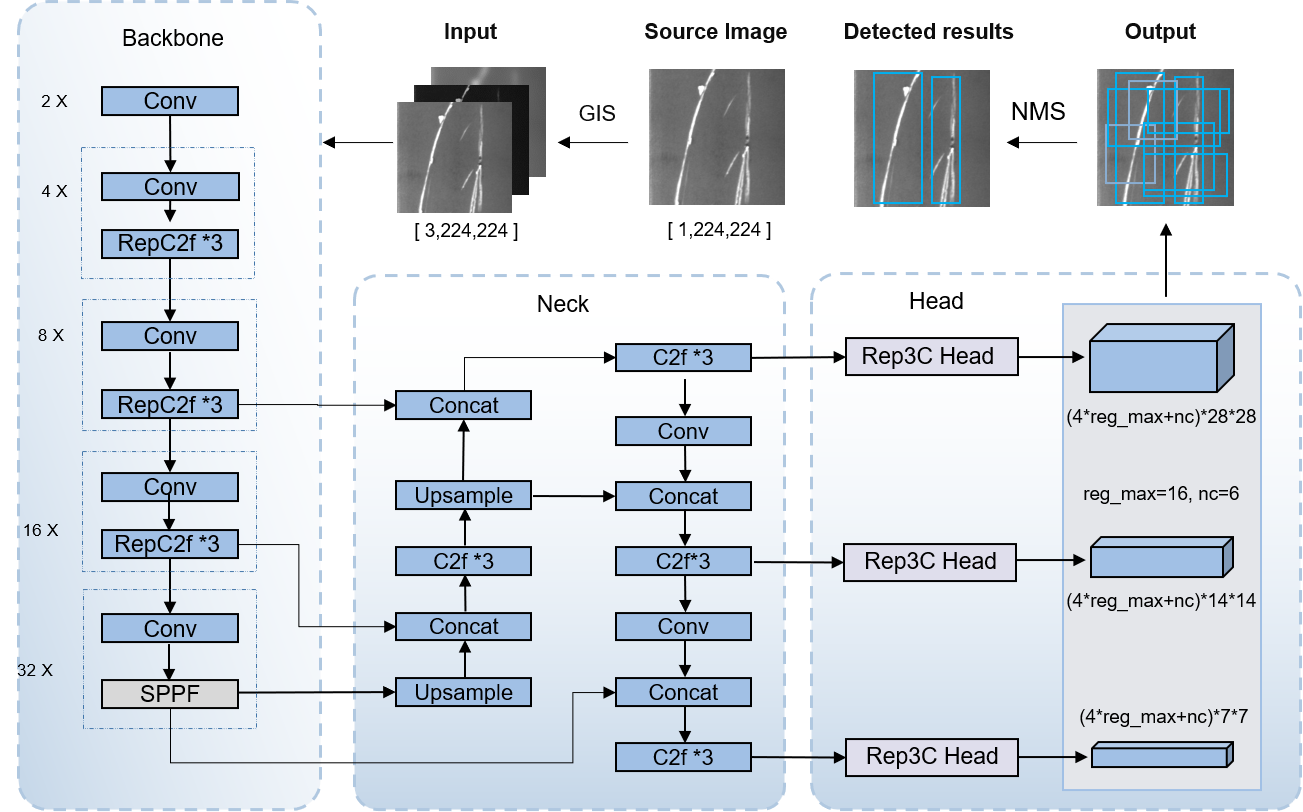 Backbone
2 X
Conv
4 X
Conv
RepC2f *3
8 X
Conv
RepC2f *3
16 X
Conv
RepC2f *3
32 X
Conv
SPPF
Input
[ 3,224,224 ]
GIS
Source Image
[ 1,224,224 ]
Detected results
NMS
Output
Neck
Concat
Upsample
C2f *3
Concat
Upsample
C2f *3
Conv
Concat
C2f*3
Conv
Concat
C2f *3
Head
Rep3C Head
Rep3C Head
Rep3C Head
(4*reg_max+nc)*28*28
reg_max=16, nc=6
(4*reg_max+nc)*14*14
(4*reg_max+nc)*7*7